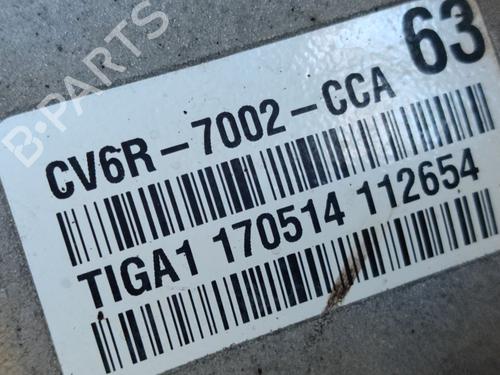 63
CV6R-7002-CCA
TIGA1 170514 112654
B-PARTS